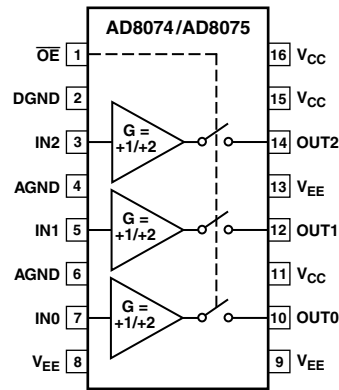 AD8074/AD8075
OE 1 16 VCC
DGND 2 15 VCC
IN2 3 G = +1/+2 14 OUT2
AGND 4 13 VEE
IN1 5 G = +1/+2 12 OUT1
AGND 6 11 VCC
IN0 7 G = +1/+2 10 OUT0
VEE 8 9 VEE